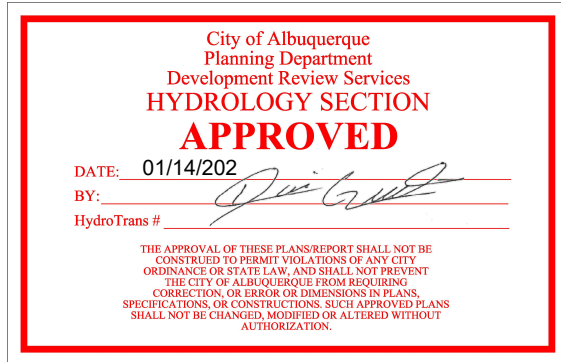 City of Albuquerque
Planning Department
Development Review Services
HYDROLOGY SECTION
APPROVED
DATE: 01/14/202
BY:
HydroTrans #
THE APPROVAL OF THESE PLANS/REPORT SHALL NOT BE
CONSTRUED TO PERMIT VIOLATIONS OF ANY CITY
ORDINANCE OR STATE LAW, AND SHALL NOT PREVENT
THE CITY OF ALBUQUERQUE FROM REQUIRING
CORRECTION, OR ERROR OR DIMENSIONS IN PLANS,
SPECIFICATIONS, OR CONSTRUCTIONS. SUCH APPROVED PLANS
SHALL NOT BE CHANGED, MODIFIED OR ALTERED WITHOUT
AUTHORIZATION.